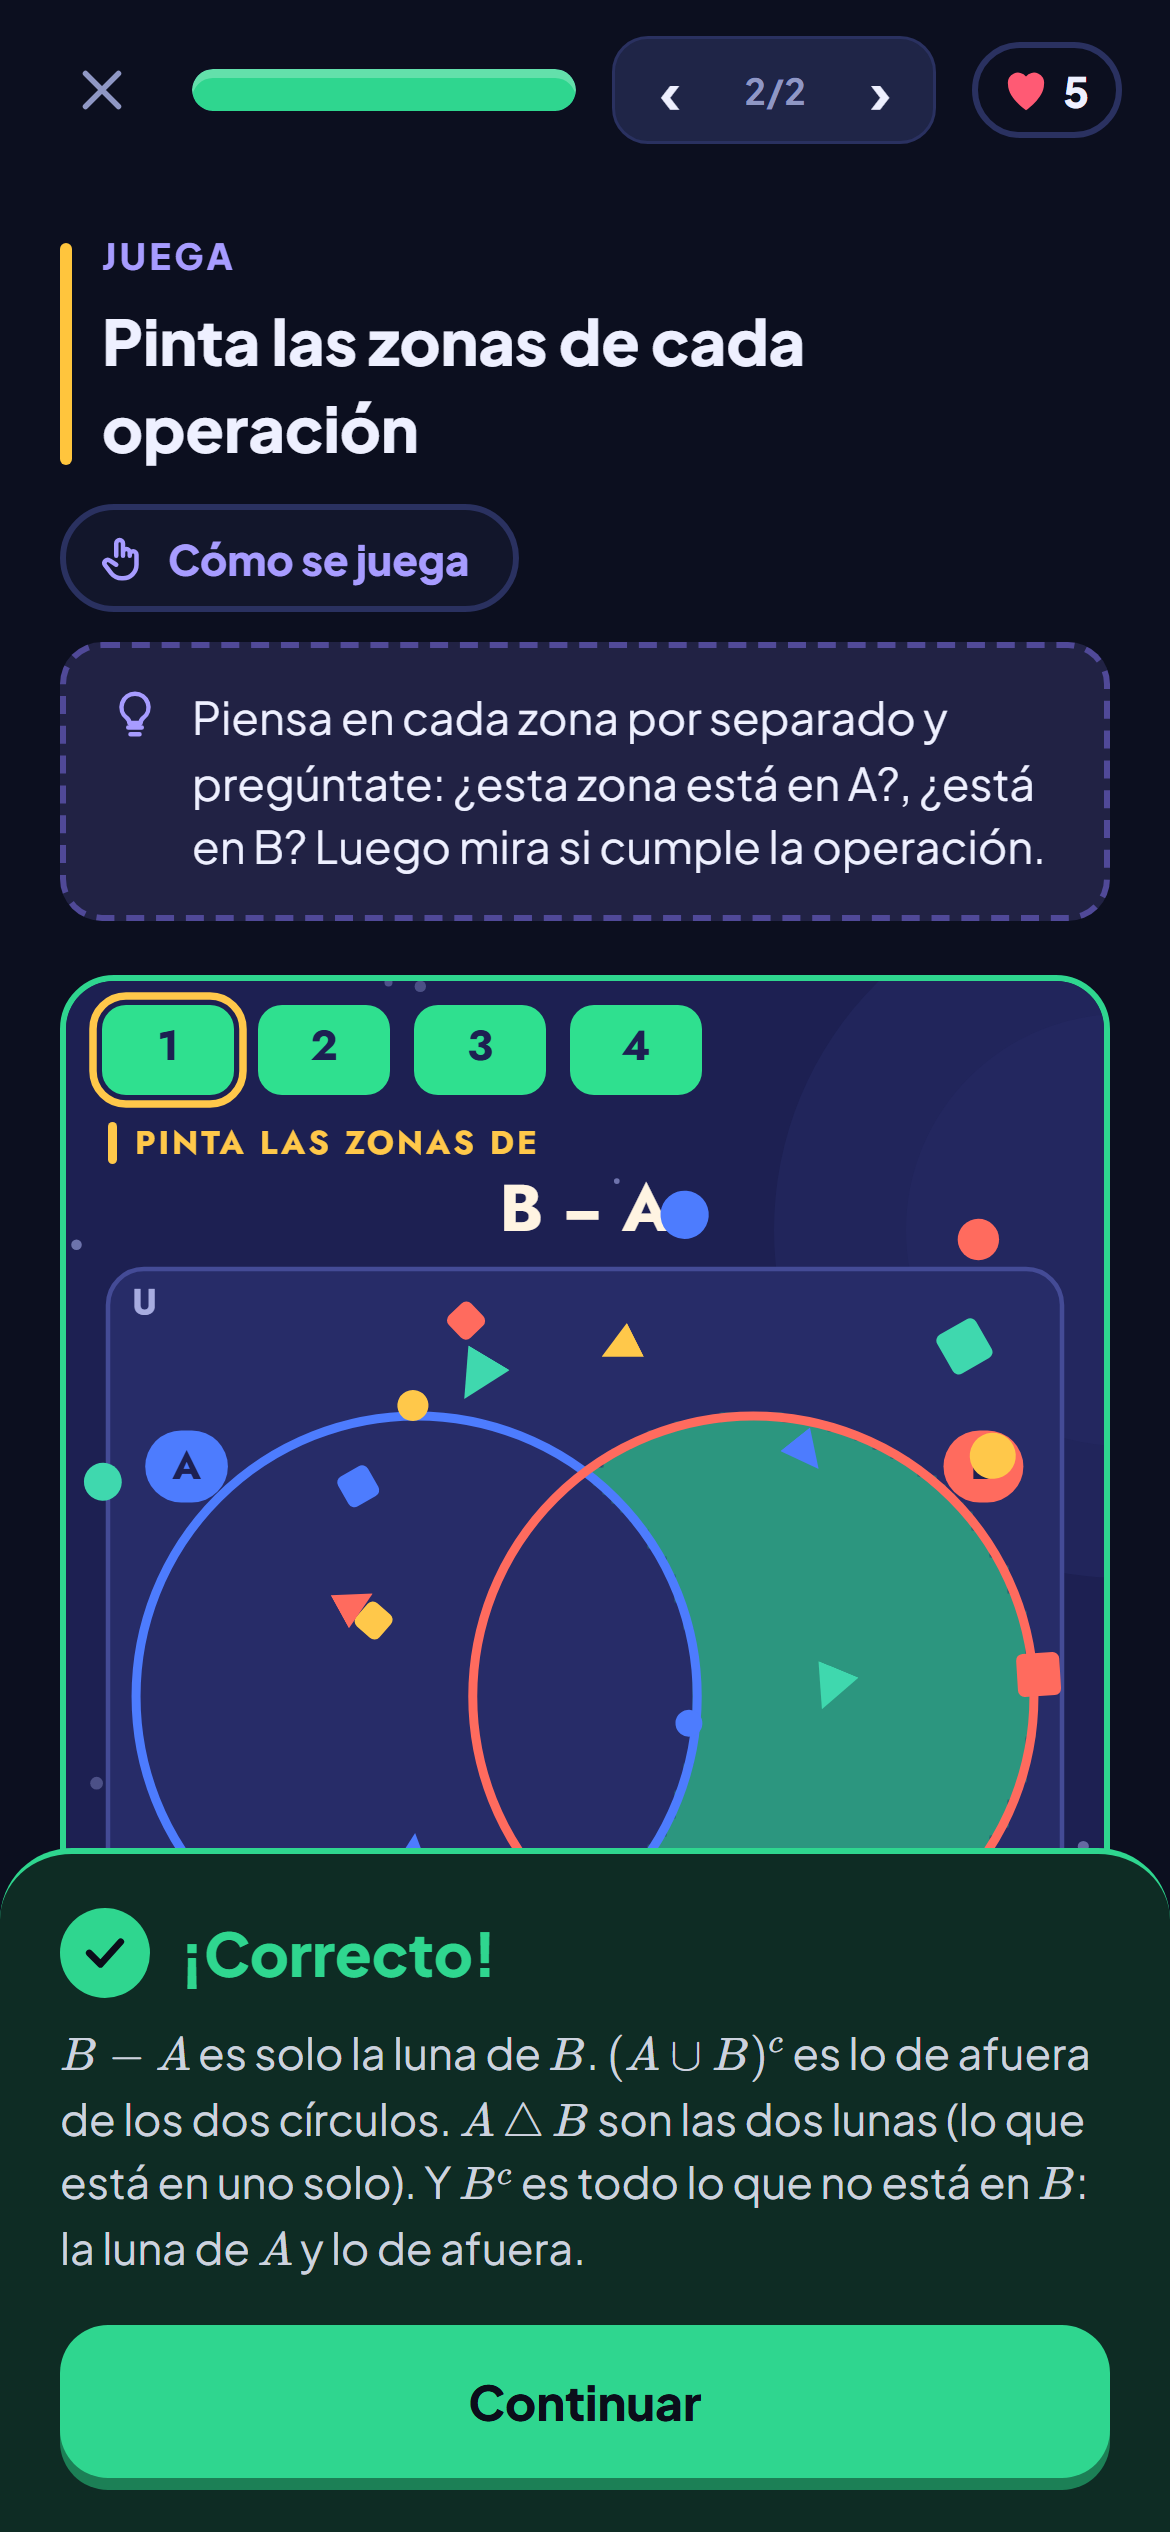 2/2
5
JUEGA
Pinta las zonas de cada
operación
Cómo se juega
Piensa en cada zona por separado y
pregúntate: ¿esta zona está en A?, ¿está
en B? Luego mira si cumple la operación.
1 2 3 4
PINTA LAS ZONAS DE
B – A
U
A
¡Correcto!
B − A es solo la luna de B. (A ∪ B)ᶜ es lo de afuera
de los dos círculos. A △ B son las dos lunas (lo que
está en uno solo). Y Bᶜ es todo lo que no está en B:
la luna de A y lo de afuera.
Continuar